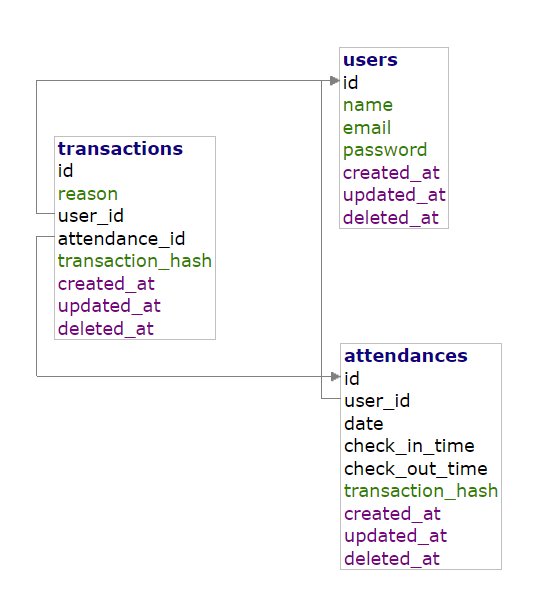 users
id
name
email
password
created_at
updated_at
deleted_at
transactions
id
reason
user_id
attendance_id
transaction_hash
created_at
updated_at
deleted_at
attendances
id
user_id
date
check_in_time
check_out_time
transaction_hash
created_at
updated_at
deleted_at